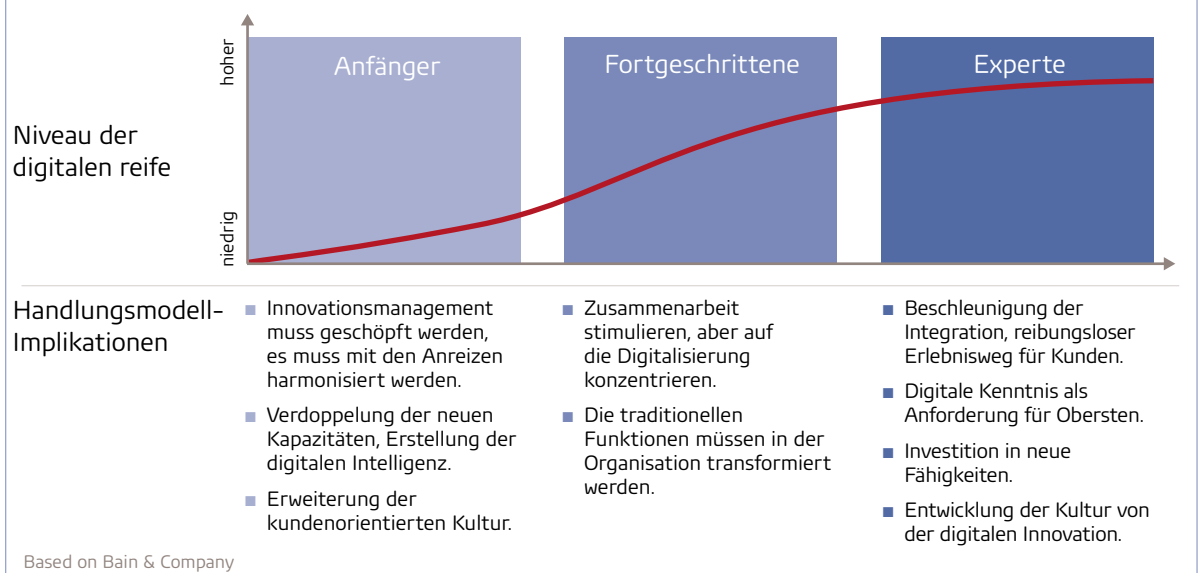 hoher
niedrig
Niveau der
digitalen reife
Anfänger
Fortgeschrittene
Experte
Handlungsmodell-
Implikationen
Innovationsmanagement
muss geschöpft werden,
es muss mit den Anreizen
harmonisiert werden.
Verdoppelung der neuen
Kapazitäten, Erstellung der
digitalen Intelligenz.
Erweiterung der
kundenorientierten Kultur.
Zusammenarbeit
stimulieren, aber auf
die Digitalisierung
konzentrieren.
Die traditionellen
Funktionen müssen in der
Organisation transformiert
werden.
Beschleunigung der
Integration, reibungsloser
Erlebnisweg für Kunden.
Digitale Kenntnis als
Anforderung für Obersten.
Investition in neue
Fähigkeiten.
Entwicklung der Kultur von
der digitalen Innovation.
Based on Bain & Company